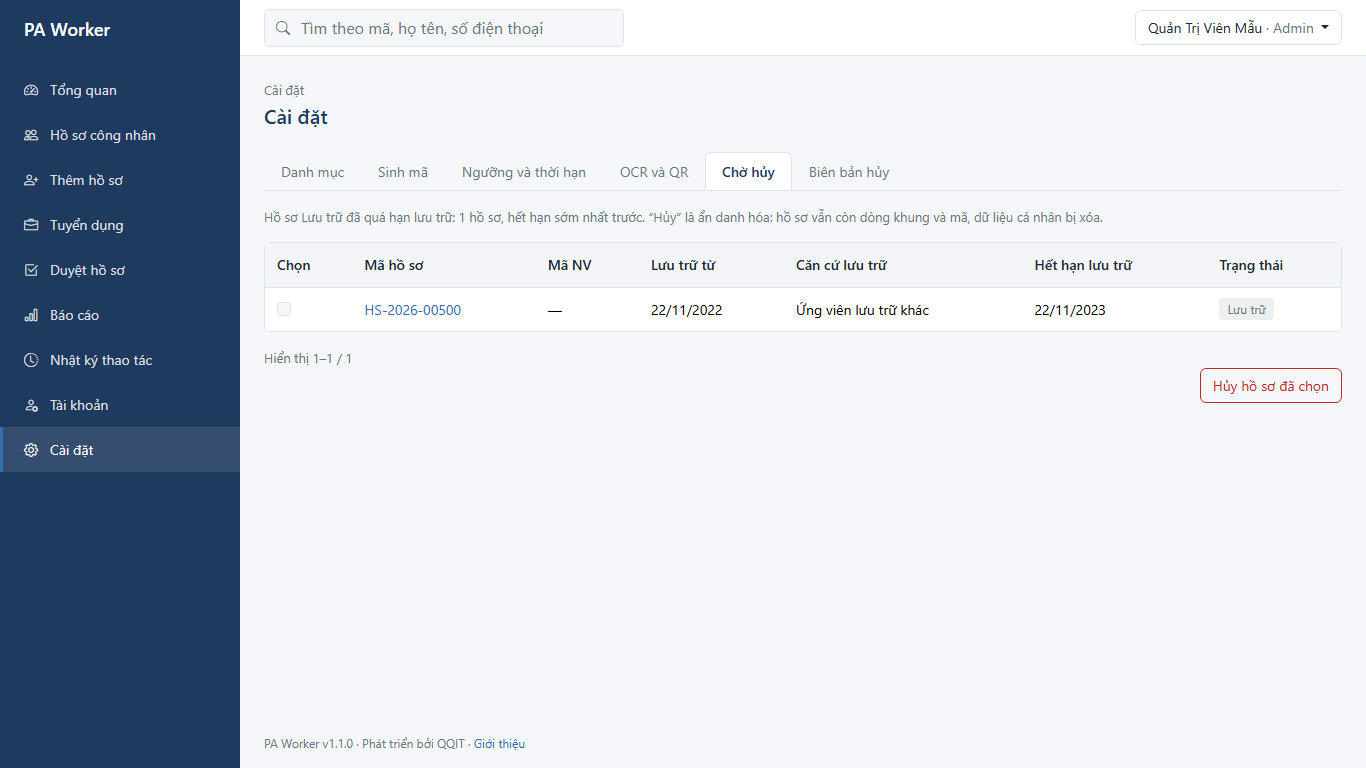 PA Worker
Tìm theo mã, họ tên, số điện thoại
Quản Trị Viên Mẫu · Admin
Tổng quan
Hồ sơ công nhân
Thêm hồ sơ
Tuyển dụng
Duyệt hồ sơ
Báo cáo
Nhật ký thao tác
Tài khoản
Cài đặt
Cài đặt
Cài đặt
Danh mục Sinh mã Ngưỡng và thời hạn OCR và QR Chờ hủy Biên bản hủy
Hồ sơ Lưu trữ đã quá hạn lưu trữ: 1 hồ sơ, hết hạn sớm nhất trước. “Hủy” là ẩn danh hóa: hồ sơ vẫn còn dòng khung và mã, dữ liệu cá nhân bị xóa.
Chọn Mã hồ sơ Mã NV Lưu trữ từ Căn cứ lưu trữ Hết hạn lưu trữ Trạng thái
HS-2026-00500 — 22/11/2022 Ứng viên lưu trữ khác 22/11/2023 Lưu trữ
Hiển thị 1–1 / 1
Hủy hồ sơ đã chọn
PA Worker v1.1.0 · Phát triển bởi QQIT · Giới thiệu